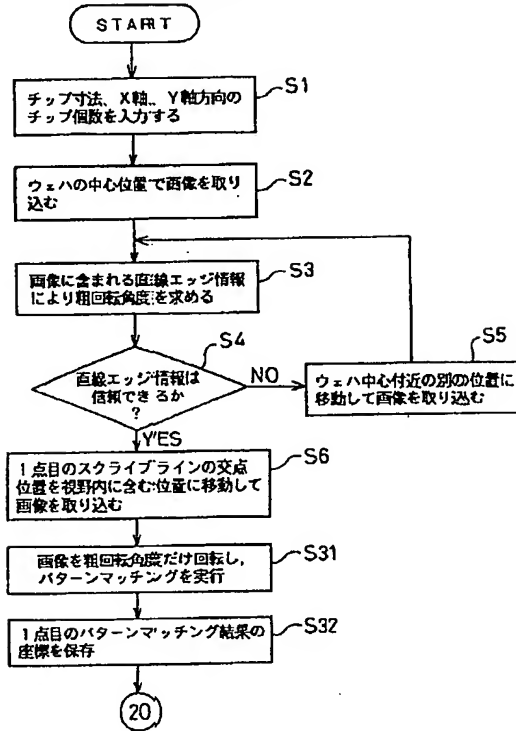 START
S1
チップ寸法、X軸、Y軸方向の
チップ個数を入力する
S2
ウェハの中心位置で画像を取り
込む
S3
画像に含まれる直線エッジ情報
により粗回転角度を求める
S4
直線エッジ情報は
信頼できるか
?
NO
S5
ウェハ中心付近の別の位置に
移動して画像を取り込む
YES
S6
1点目のスクライブラインの交点
位置を視野内に含む位置に移動して
画像を取り込む
S31
画像を粗回転角度だけ回転し,
パターンマッチングを実行
S32
1点目のパターンマッチング結果の
座標を保存
20